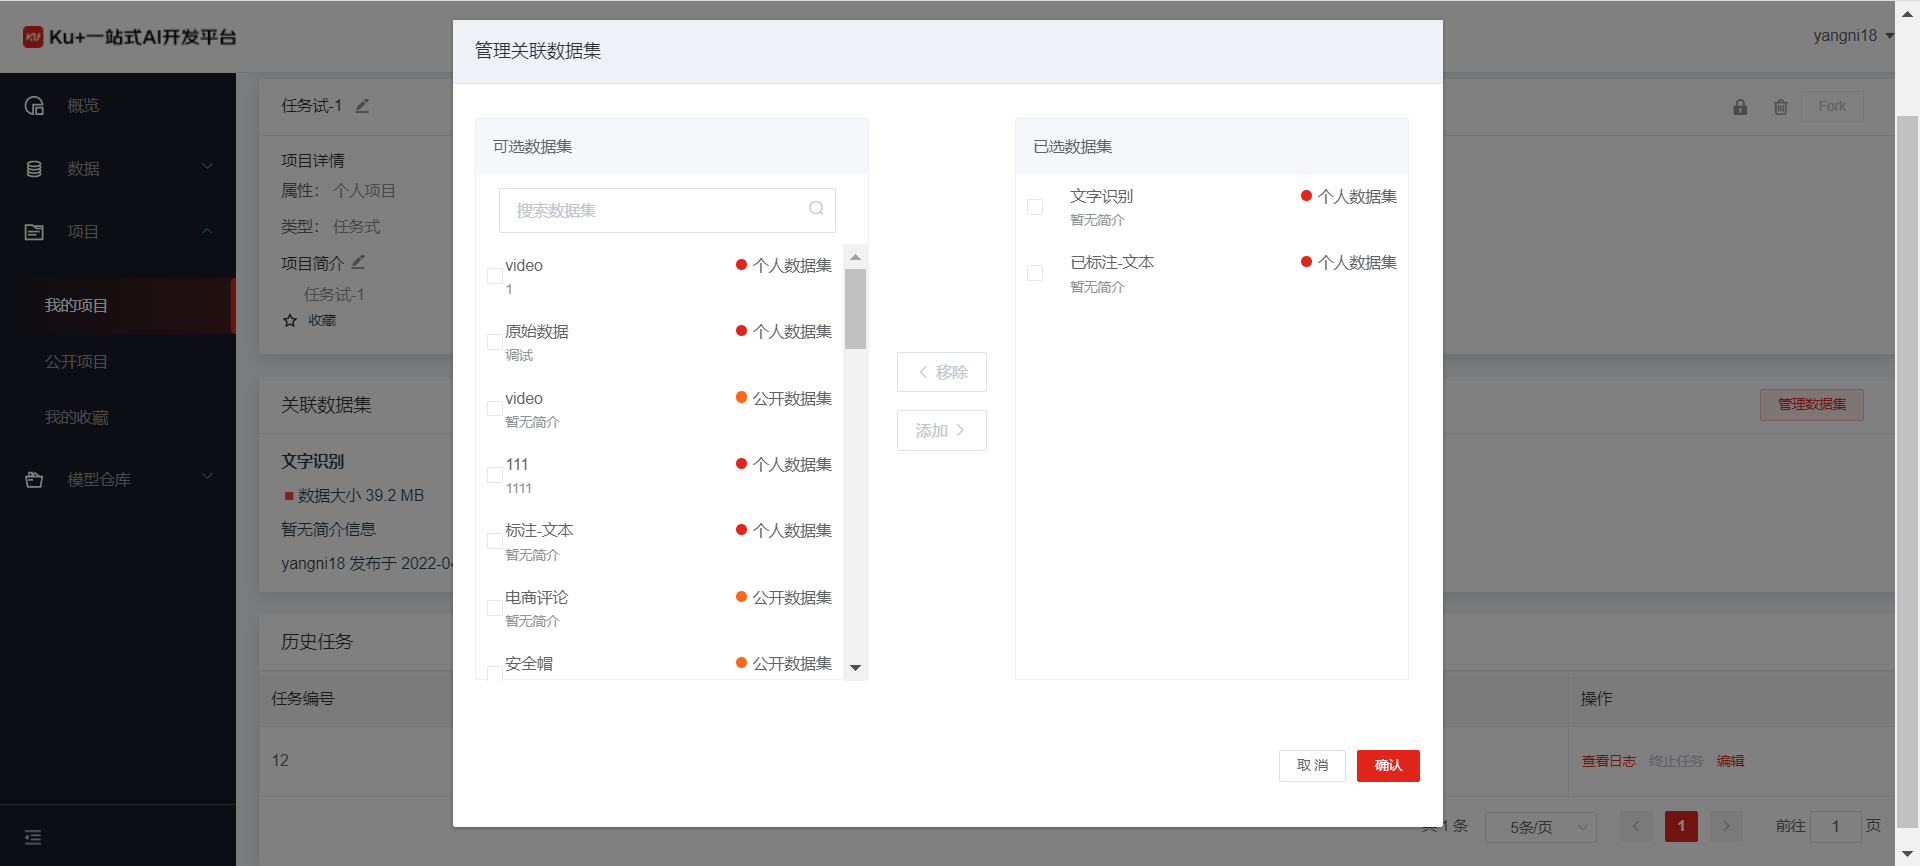 Ku+一站式AI开发平台
yangni18
概览
数据
项目
我的项目
公开项目
我的收藏
模型仓库
任务试-1
Fork
项目详情
属性： 个人项目
类型： 任务式
项目简介
任务试-1
收藏
关联数据集
管理数据集
文字识别
数据大小 39.2 MB
暂无简介信息
yangni18 发布于 2022-0
历史任务
任务编号
操作
12
查看日志 终止任务 编辑
1 条
5条/页
1
前往 1 页
管理关联数据集
可选数据集
搜索数据集
video
个人数据集
1
原始数据
个人数据集
调试
video
公开数据集
暂无简介
111
个人数据集
1111
标注-文本
个人数据集
暂无简介
电商评论
公开数据集
暂无简介
安全帽
公开数据集
移除
添加
已选数据集
文字识别
个人数据集
暂无简介
已标注-文本
个人数据集
暂无简介
取消
确认